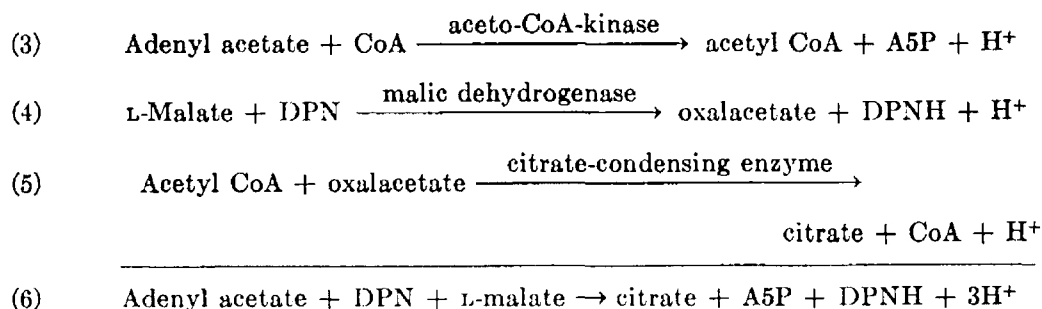 aceto-CoA-kinase
(3) Adenyl acetate + CoA ⟶ acetyl CoA + A5P + H⁺
malic dehydrogenase
(4) L-Malate + DPN ⟶ oxalacetate + DPNH + H⁺
citrate-condensing enzyme
(5) Acetyl CoA + oxalacetate ⟶
citrate + CoA + H⁺
(6) Adenyl acetate + DPN + L-malate → citrate + A5P + DPNH + 3H⁺